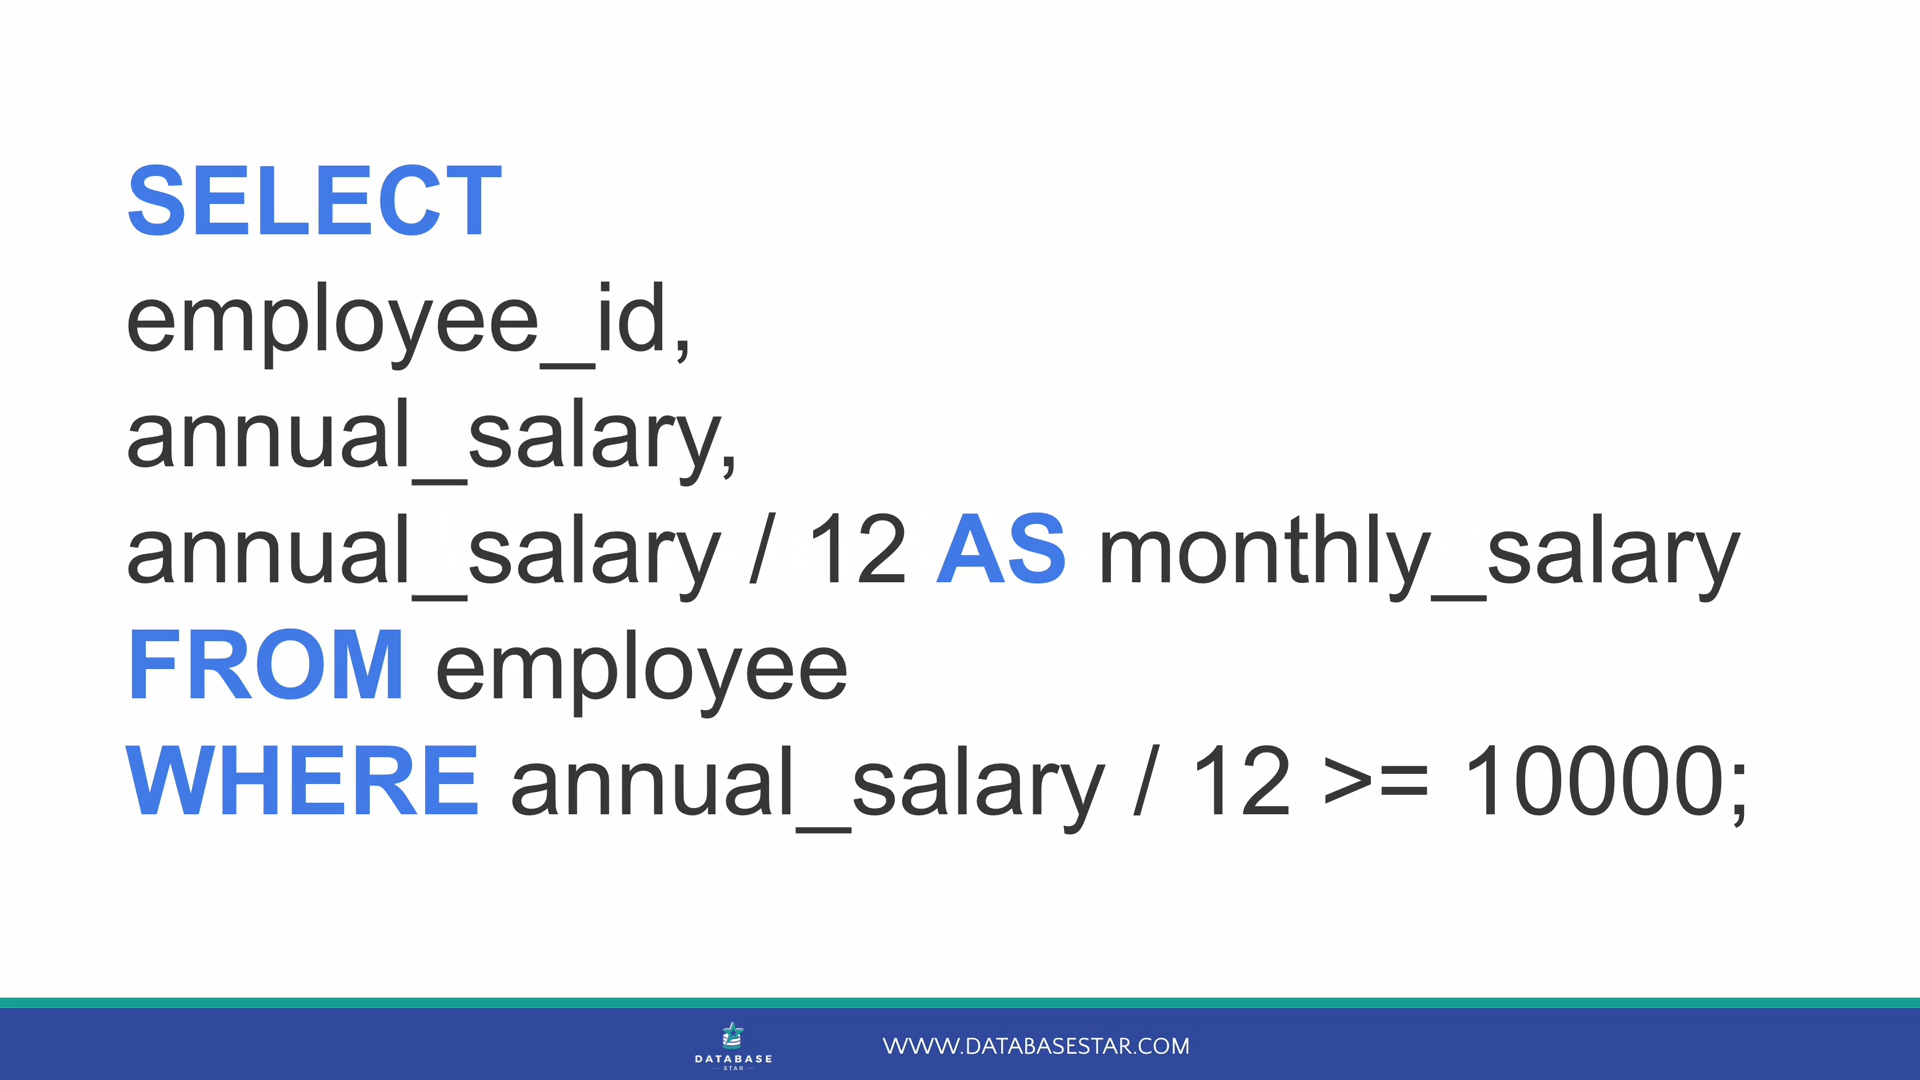 SELECT
employee_id,
annual_salary,
annual_salary / 12 AS monthly_salary
FROM employee
WHERE annual_salary / 12 >= 10000;
DATABASE
STAR
WWW.DATABASESTAR.COM